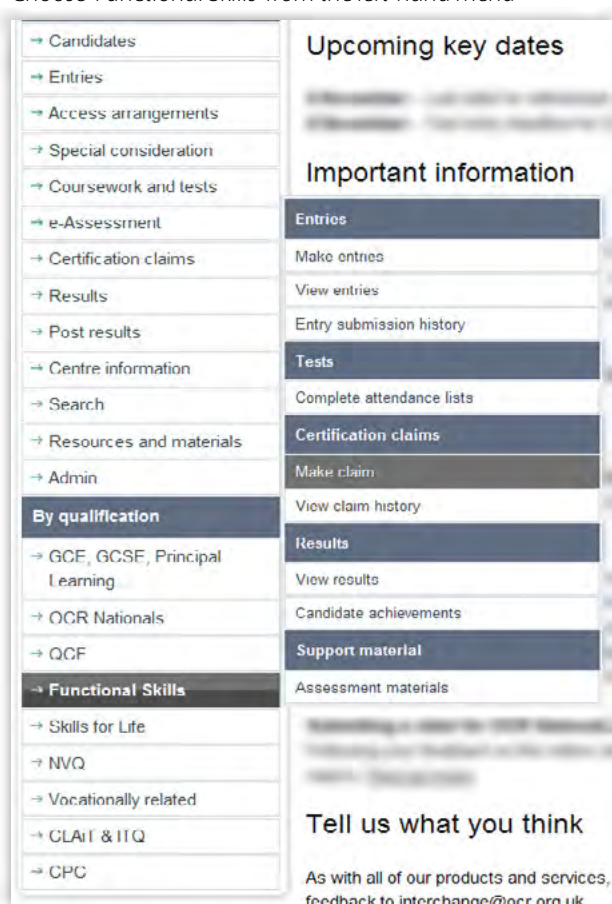 Choose Functional Skills from the left-hand menu
→ Candidates
→ Entries
→ Access arrangements
→ Special consideration
→ Coursework and tests
→ e-Assessment
→ Certification claims
→ Results
→ Post results
→ Centre information
→ Search
→ Resources and materials
→ Admin
By qualification
→ GCE, GCSE, Principal
Learning
→ OCR Nationals
→ QCF
→ Functional Skills
→ Skills for Life
→ NVQ
→ Vocationally related
→ CLAiT & ITQ
→ CPC
Upcoming key dates
Important information
Entries
Make entries
View entries
Entry submission history
Tests
Complete attendance lists
Certification claims
Make claim
View claim history
Results
View results
Candidate achievements
Support material
Assessment materials
Tell us what you think
As with all of our products and services,
feedback to interchange@ocr.org.uk